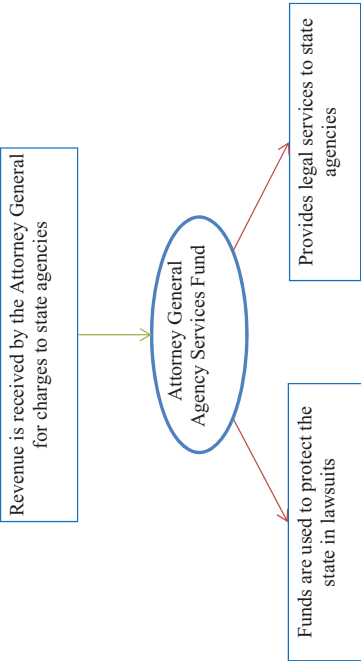 Revenue is received by the Attorney General
for charges to state agencies
Attorney General
Agency Services Fund
Funds are used to protect the
state in lawsuits
Provides legal services to state
agencies